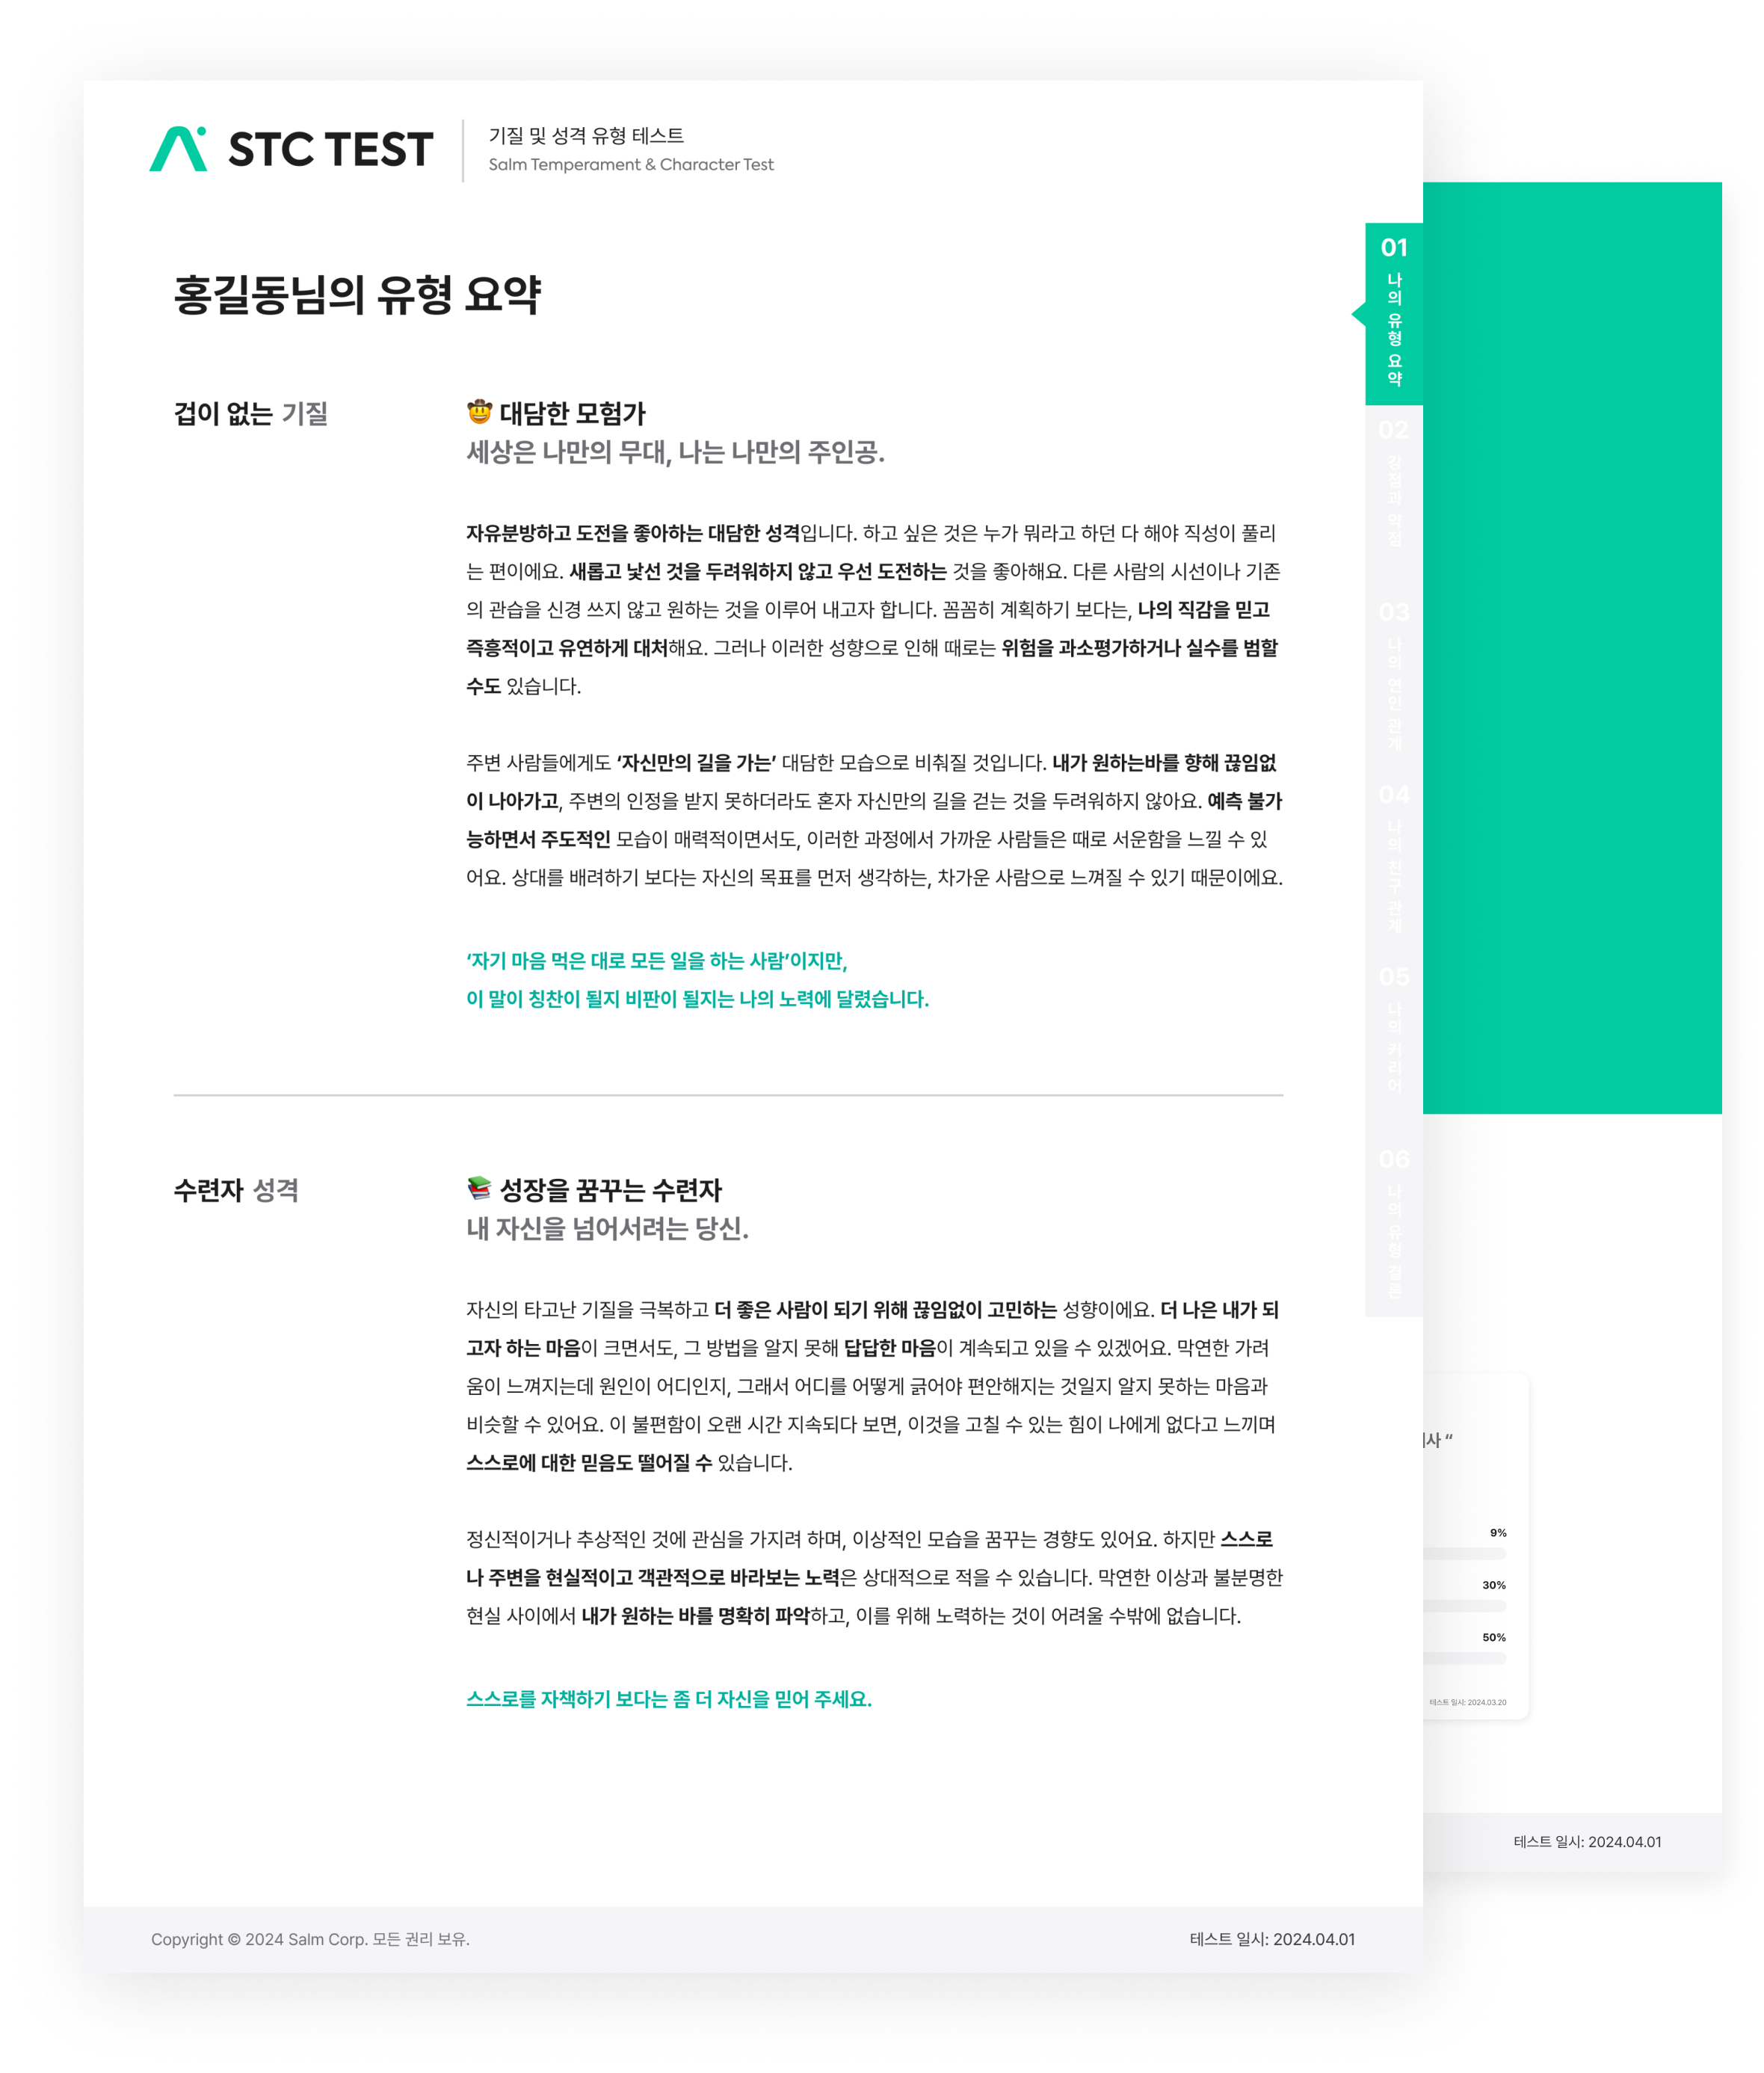 STC TEST
기질 및 성격 유형 테스트
Salm Temperament & Character Test
홍길동님의 유형 요약
겁이 없는 기질
🤠 대담한 모험가
세상은 나만의 무대, 나는 나만의 주인공.
자유분방하고 도전을 좋아하는 대담한 성격입니다. 하고 싶은 것은 누가 뭐라고 하던 다 해야 직성이 풀리
는 편이에요. 새롭고 낯선 것을 두려워하지 않고 우선 도전하는 것을 좋아해요. 다른 사람의 시선이나 기존
의 관습을 신경 쓰지 않고 원하는 것을 이루어 내고자 합니다. 꼼꼼히 계획하기 보다는, 나의 직감을 믿고
즉흥적이고 유연하게 대처해요. 그러나 이러한 성향으로 인해 때로는 위험을 과소평가하거나 실수를 범할
수도 있습니다.
주변 사람들에게도 ‘자신만의 길을 가는’ 대담한 모습으로 비춰질 것입니다. 내가 원하는바를 향해 끊임없
이 나아가고, 주변의 인정을 받지 못하더라도 혼자 자신만의 길을 걷는 것을 두려워하지 않아요. 예측 불가
능하면서 주도적인 모습이 매력적이면서도, 이러한 과정에서 가까운 사람들은 때로 서운함을 느낄 수 있
어요. 상대를 배려하기 보다는 자신의 목표를 먼저 생각하는, 차가운 사람으로 느껴질 수 있기 때문이에요.
‘자기 마음 먹은 대로 모든 일을 하는 사람’이지만,
이 말이 칭찬이 될지 비판이 될지는 나의 노력에 달렸습니다.
수련자 성격
📚 성장을 꿈꾸는 수련자
내 자신을 넘어서려는 당신.
자신의 타고난 기질을 극복하고 더 좋은 사람이 되기 위해 끊임없이 고민하는 성향이에요. 더 나은 내가 되
고자 하는 마음이 크면서도, 그 방법을 알지 못해 답답한 마음이 계속되고 있을 수 있겠어요. 막연한 가려
움이 느껴지는데 원인이 어디인지, 그래서 어디를 어떻게 긁어야 편안해지는 것일지 알지 못하는 마음과
비슷할 수 있어요. 이 불편함이 오랜 시간 지속되다 보면, 이것을 고칠 수 있는 힘이 나에게 없다고 느끼며
스스로에 대한 믿음도 떨어질 수 있습니다.
정신적이거나 추상적인 것에 관심을 가지려 하며, 이상적인 모습을 꿈꾸는 경향도 있어요. 하지만 스스로
나 주변을 현실적이고 객관적으로 바라보는 노력은 상대적으로 적을 수 있습니다. 막연한 이상과 불분명한
현실 사이에서 내가 원하는 바를 명확히 파악하고, 이를 위해 노력하는 것이 어려울 수밖에 없습니다.
스스로를 자책하기 보다는 좀 더 자신을 믿어 주세요.
01
나의 유형 요약
02
강점과 약점
03
나의 연인 관계
04
나의 친구 관계
05
나의 커리어
06
나의 유형 결론
Copyright © 2024 Salm Corp. 모든 권리 보유.
테스트 일시: 2024.04.01
사 “
9%
30%
50%
테스트 일시: 2024.03.20
테스트 일시: 2024.04.01